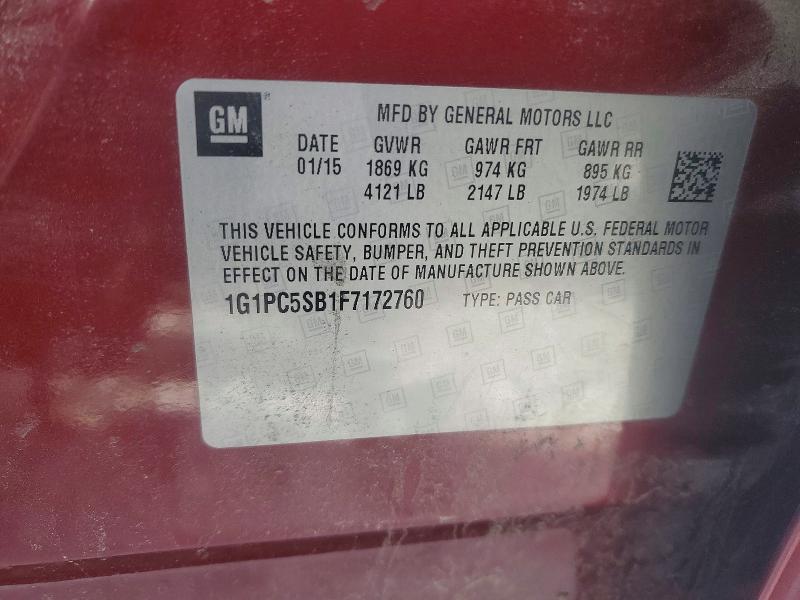 GM
MFD BY GENERAL MOTORS LLC
DATE GVWR GAWR FRT GAWR RR
01/15 1869 KG 974 KG 895 KG
4121 LB 2147 LB 1974 LB
THIS VEHICLE CONFORMS TO ALL APPLICABLE U.S. FEDERAL MOTOR
VEHICLE SAFETY, BUMPER, AND THEFT PREVENTION STANDARDS IN
EFFECT ON THE DATE OF MANUFACTURE SHOWN ABOVE.
1G1PC5SB1F7172760 TYPE: PASS CAR